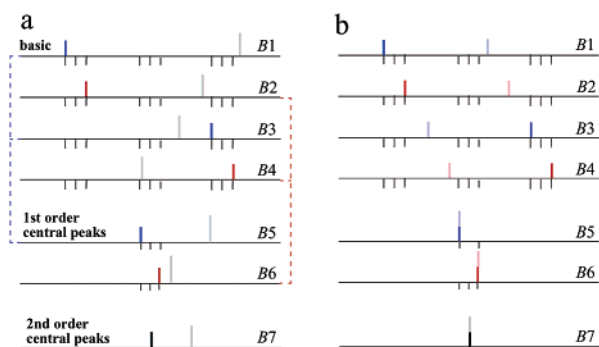 a
basic
B1
B2
B3
B4
1st order
central peaks
B5
B6
2nd order
central peaks
B7
b
B1
B2
B3
B4
B5
B6
B7